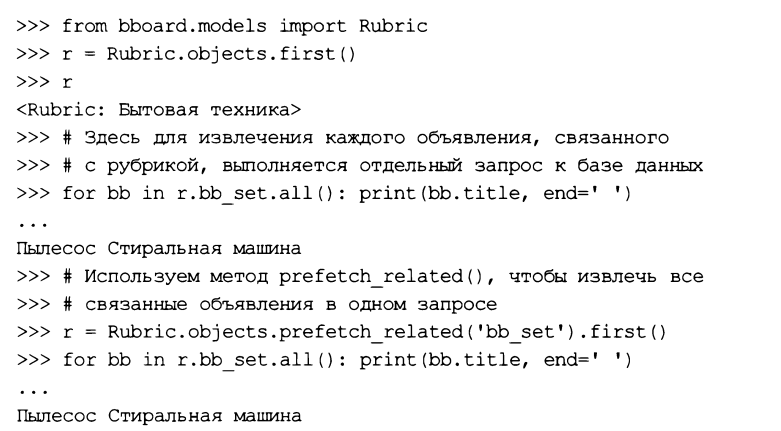 >>> from bboard.models import Rubric
>>> r = Rubric.objects.first()
>>> r
<Rubric: Бытовая техника>
>>> # Здесь для извлечения каждого объявления, связанного
>>> # с рубрикой, выполняется отдельный запрос к базе данных
>>> for bb in r.bb_set.all(): print(bb.title, end=' ')
...
Пылесос Стиральная машина
>>> # Используем метод prefetch_related(), чтобы извлечь все
>>> # связанные объявления в одном запросе
>>> r = Rubric.objects.prefetch_related('bb_set').first()
>>> for bb in r.bb_set.all(): print(bb.title, end=' ')
...
Пылесос Стиральная машина